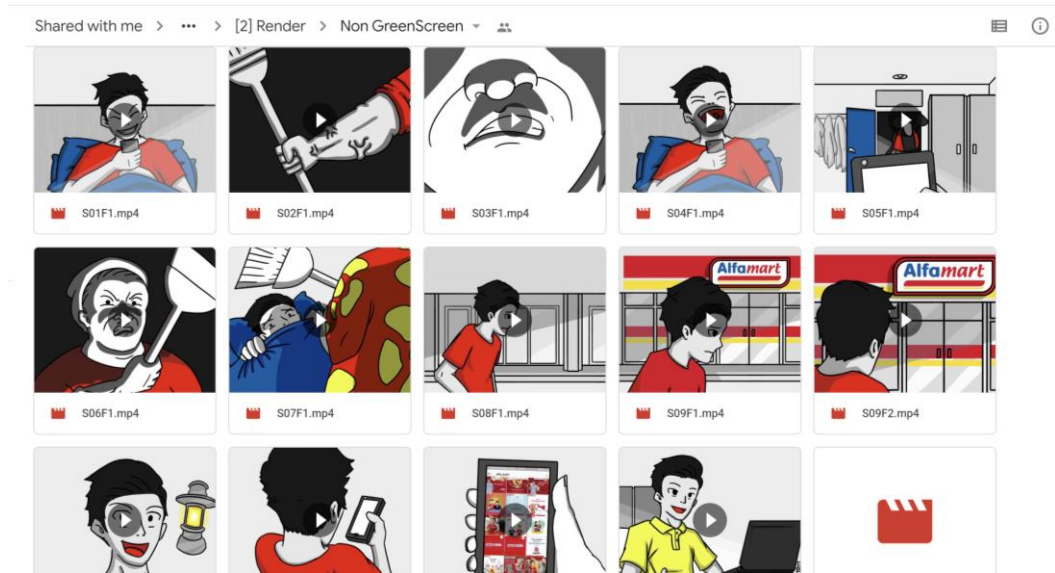 Shared with me > ... > [2] Render > Non GreenScreen
S01F1.mp4
S02F1.mp4
S03F1.mp4
S04F1.mp4
S05F1.mp4
Alfamart
Alfamart
S06F1.mp4
S07F1.mp4
S08F1.mp4
S09F1.mp4
S09F2.mp4